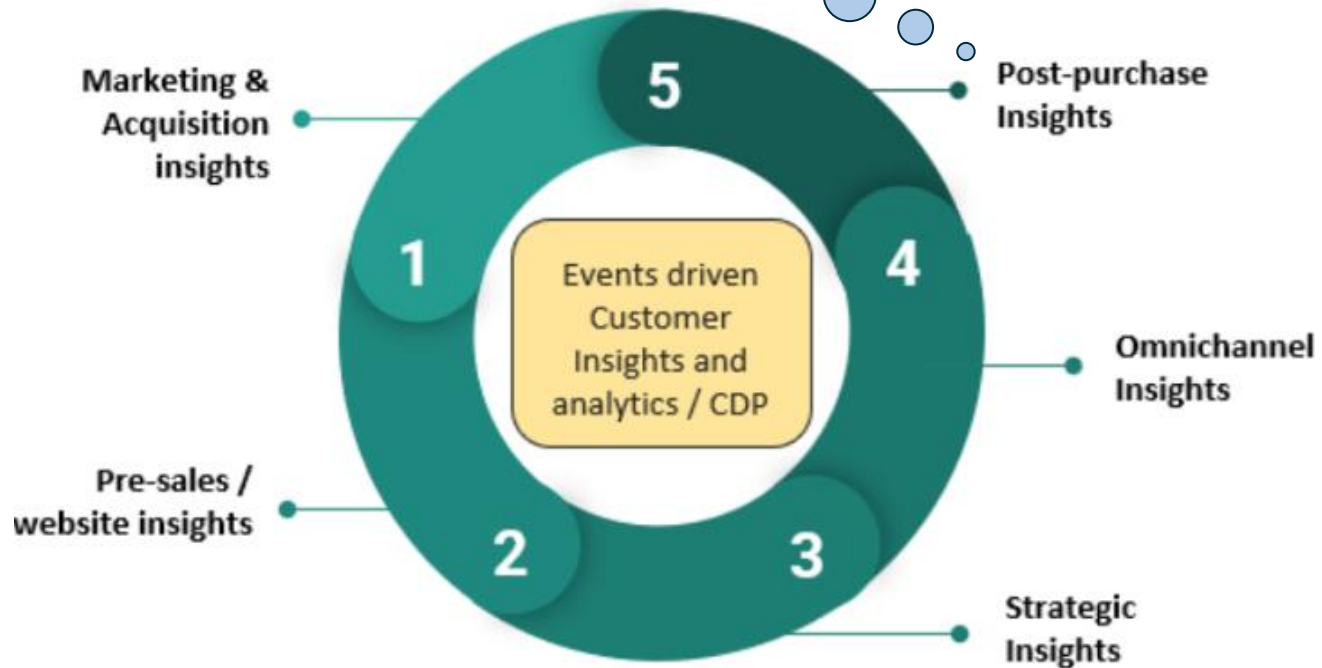 Marketing &
Acquisition
insights
1
Pre-sales /
website insights
2
Strategic
Insights
3
Omnichannel
Insights
4
Post-purchase
Insights
5
Events driven
Customer
Insights and
analytics / CDP